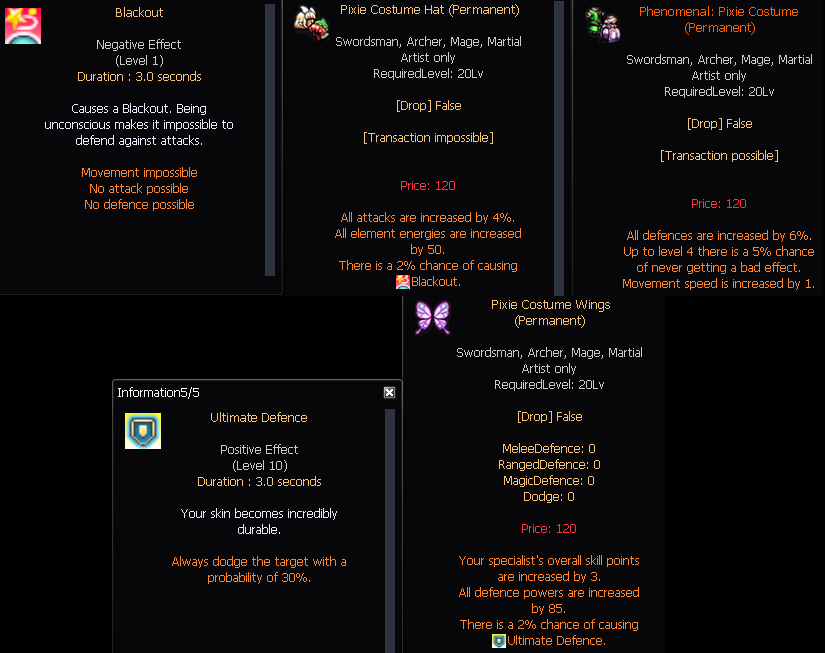 Blackout
Negative Effect
(Level 1)
Duration : 3.0 seconds
Causes a Blackout. Being
unconscious makes it impossible to
defend against attacks.
Movement impossible
No attack possible
No defence possible
Pixie Costume Hat (Permanent)
Swordsman, Archer, Mage, Martial
Artist only
RequiredLevel: 20Lv
[Drop] False
[Transaction impossible]
Price: 120
All attacks are increased by 4%.
All element energies are increased
by 50.
There is a 2% chance of causing
Blackout.
Phenomenal: Pixie Costume
(Permanent)
Swordsman, Archer, Mage, Martial
Artist only
RequiredLevel: 20Lv
[Drop] False
[Transaction possible]
Price: 120
All defences are increased by 6%.
Up to level 4 there is a 5% chance
of never getting a bad effect.
Movement speed is increased by 1.
Information5/5
Ultimate Defence
Positive Effect
(Level 10)
Duration : 3.0 seconds
Your skin becomes incredibly
durable.
Always dodge the target with a
probability of 30%.
Pixie Costume Wings
(Permanent)
Swordsman, Archer, Mage, Martial
Artist only
RequiredLevel: 20Lv
[Drop] False
MeleeDefence: 0
RangedDefence: 0
MagicDefence: 0
Dodge: 0
Price: 120
Your specialist's overall skill points
are increased by 3.
All defence powers are increased
by 85.
There is a 2% chance of causing
Ultimate Defence.